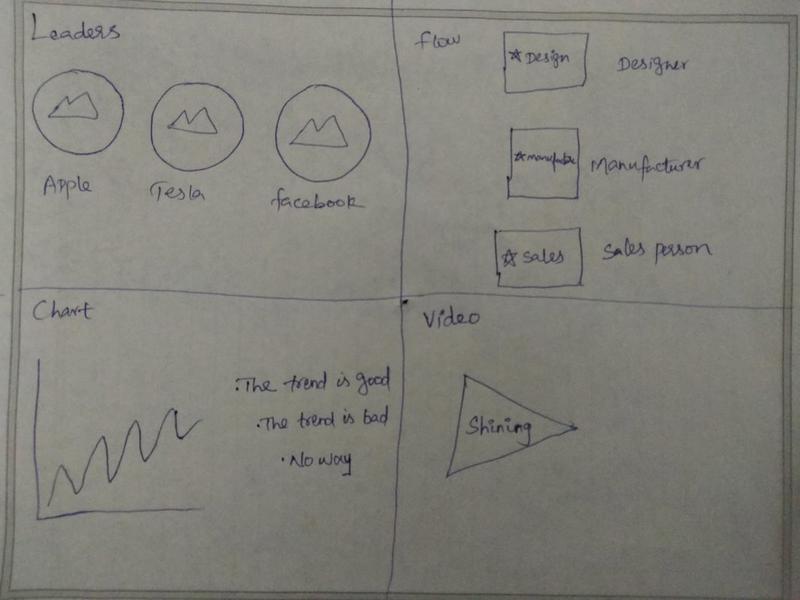 Leaders
Apple
Tesla
facebook
flow
Design
Designer
manufactu
Manufacturer
Sales
Sales person
Chart
The trend is good
The trend is bad
No way
Video
Shining